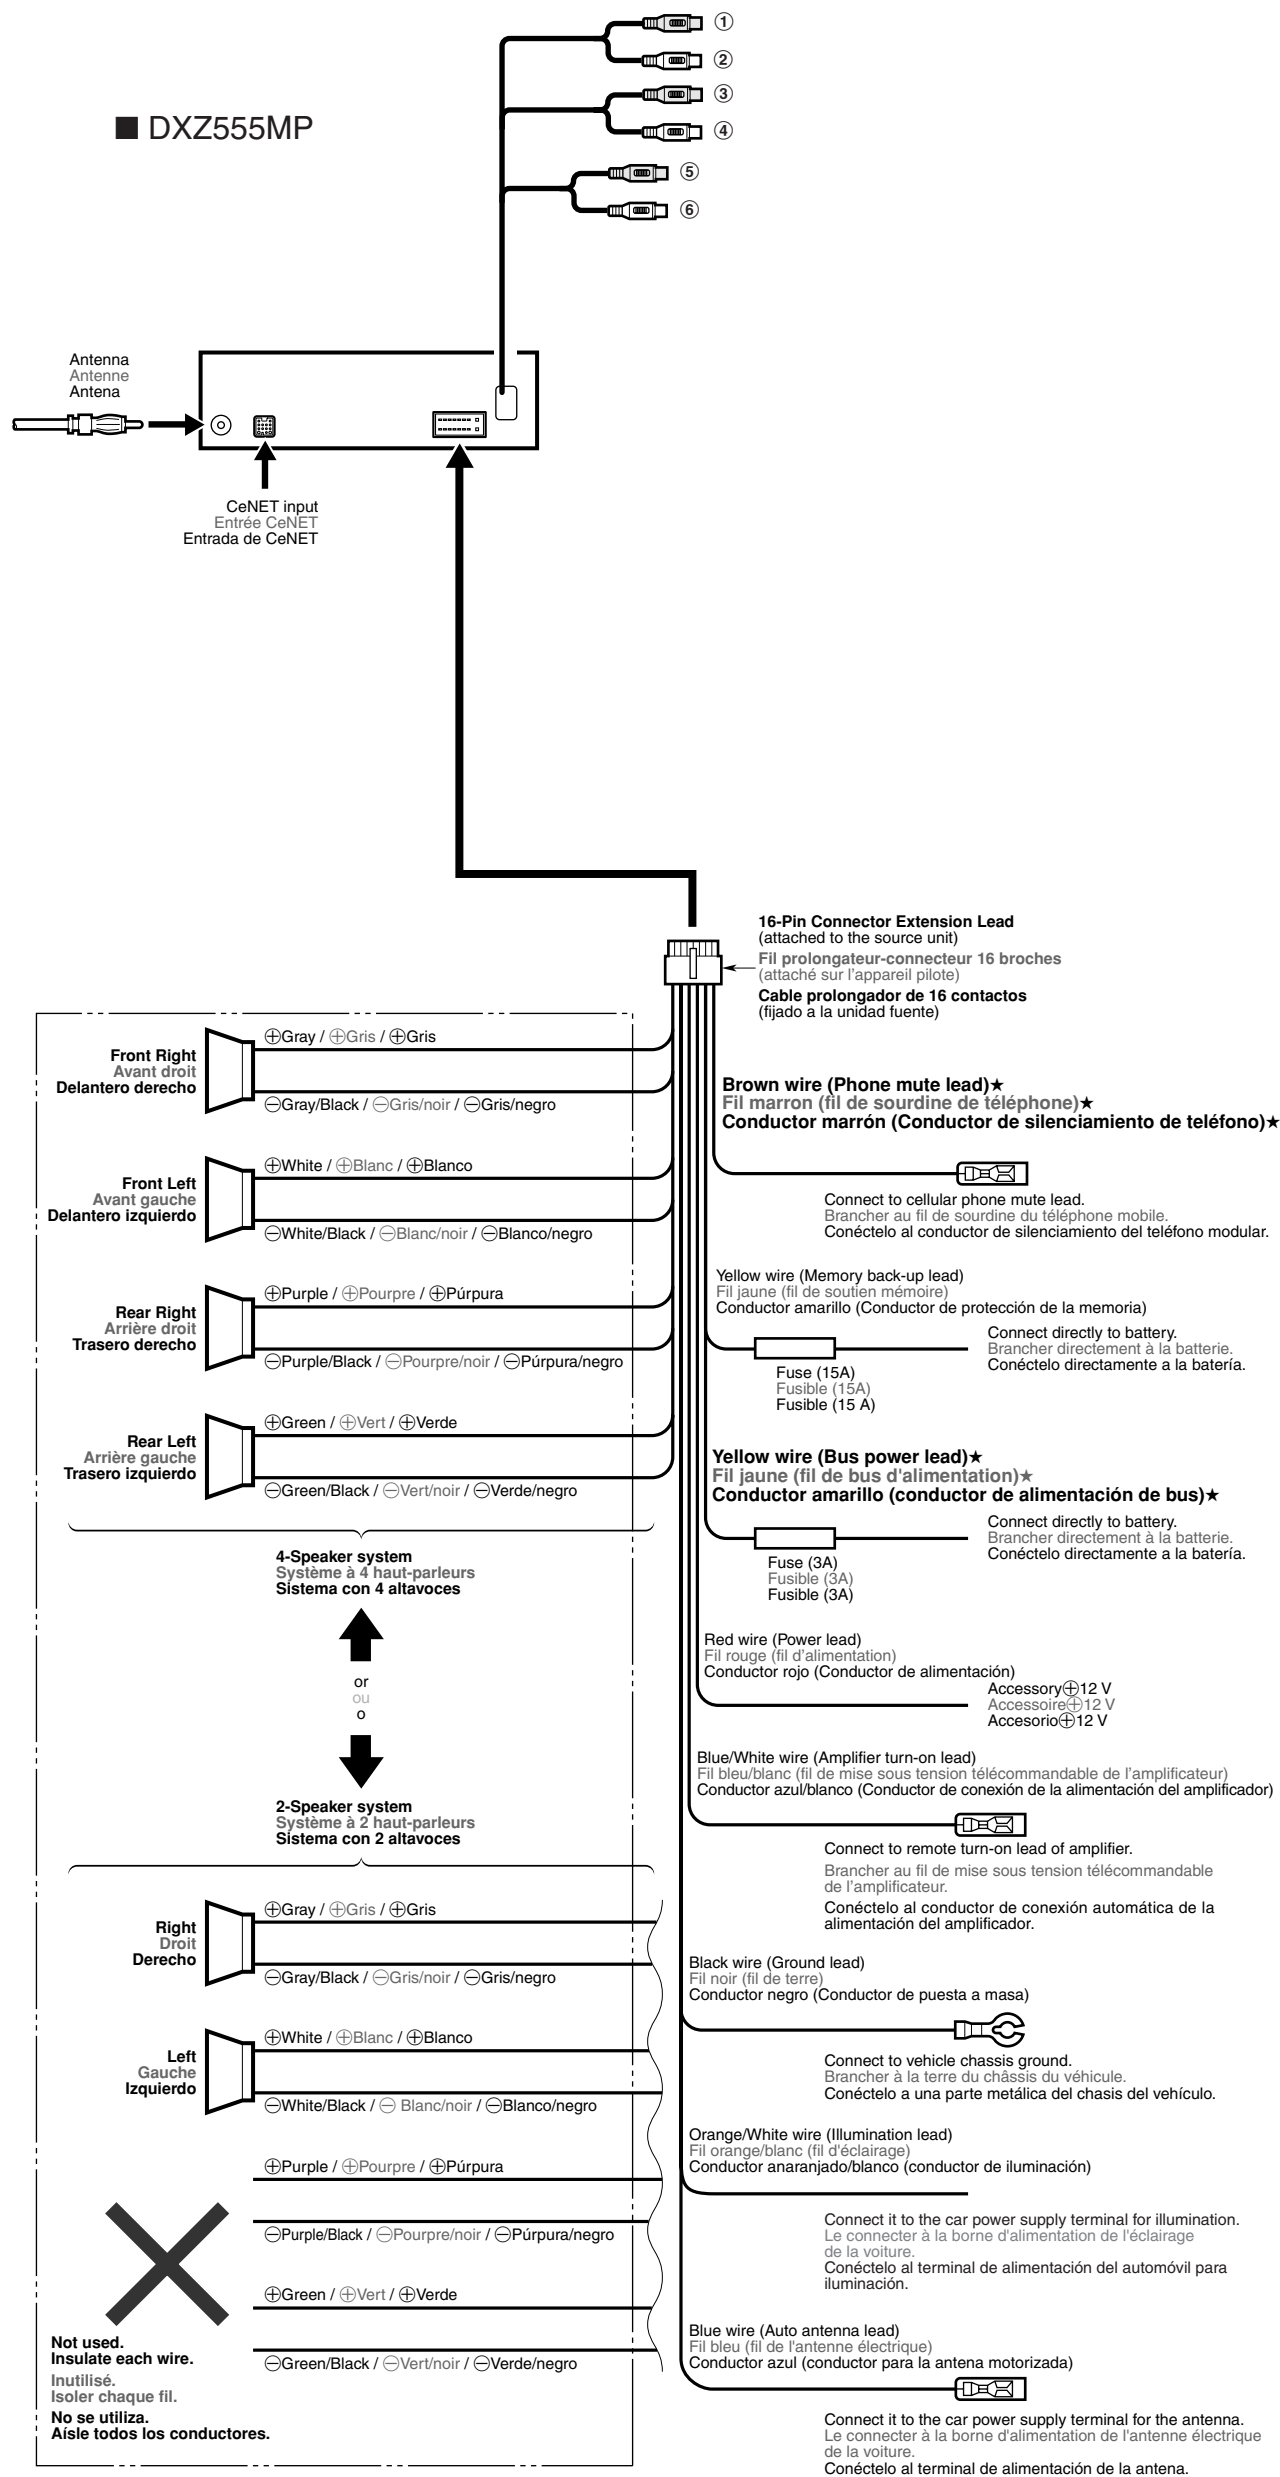 ①
②
③
④
■ DXZ555MP
⑤
⑥
Antenna
Antenne
Antena
CeNET input
Entrée CeNET
Entrada de CeNET
16-Pin Connector Extension Lead
(attached to the source unit)
Fil prolongateur-connecteur 16 broches
(attaché sur l'appareil pilote)
Cable prolongador de 16 contactos
(fijado a la unidad fuente)
⊕Gray / ⊕Gris / ⊕Gris
Front Right
Avant droit
Delantero derecho
⊖Gray/Black / ⊖Gris/noir / ⊖Gris/negro
⊕White / ⊕Blanc / ⊕Blanco
Front Left
Avant gauche
Delantero izquierdo
⊖White/Black / ⊖Blanc/noir / ⊖Blanco/negro
⊕Purple / ⊕Pourpre / ⊕Púrpura
Rear Right
Arrière droit
Trasero derecho
⊖Purple/Black / ⊖Pourpre/noir / ⊖Púrpura/negro
⊕Green / ⊕Vert / ⊕Verde
Rear Left
Arrière gauche
Trasero izquierdo
⊖Green/Black / ⊖Vert/noir / ⊖Verde/negro
4-Speaker system
Système à 4 haut-parleurs
Sistema con 4 altavoces
or
ou
o
2-Speaker system
Système à 2 haut-parleurs
Sistema con 2 altavoces
⊕Gray / ⊕Gris / ⊕Gris
Right
Droit
Derecho
⊖Gray/Black / ⊖Gris/noir / ⊖Gris/negro
⊕White / ⊕Blanc / ⊕Blanco
Left
Gauche
Izquierdo
⊖White/Black / ⊖ Blanc/noir / ⊖Blanco/negro
⊕Purple / ⊕Pourpre / ⊕Púrpura
⊖Purple/Black / ⊖Pourpre/noir / ⊖Púrpura/negro
⊕Green / ⊕Vert / ⊕Verde
⊖Green/Black / ⊖Vert/noir / ⊖Verde/negro
Not used.
Insulate each wire.
Inutilisé.
Isoler chaque fil.
No se utiliza.
Aísle todos los conductores.
Brown wire (Phone mute lead)★
Fil marron (fil de sourdine de téléphone)★
Conductor marrón (Conductor de silenciamiento de teléfono)★
Connect to cellular phone mute lead.
Brancher au fil de sourdine du téléphone mobile.
Conéctelo al conductor de silenciamiento del teléfono modular.
Yellow wire (Memory back-up lead)
Fil jaune (fil de soutien mémoire)
Conductor amarillo (Conductor de protección de la memoria)
Connect directly to battery.
Brancher directement à la batterie.
Conéctelo directamente a la batería.
Fuse (15A)
Fusible (15A)
Fusible (15 A)
Yellow wire (Bus power lead)★
Fil jaune (fil de bus d'alimentation)★
Conductor amarillo (conductor de alimentación de bus)★
Connect directly to battery.
Brancher directement à la batterie.
Conéctelo directamente a la batería.
Fuse (3A)
Fusible (3A)
Fusible (3A)
Red wire (Power lead)
Fil rouge (fil d'alimentation)
Conductor rojo (Conductor de alimentación)
Accessory⊕12 V
Accessoire⊕12 V
Accesorio⊕12 V
Blue/White wire (Amplifier turn-on lead)
Fil bleu/blanc (fil de mise sous tension télécommandable de l'amplificateur)
Conductor azul/blanco (Conductor de conexión de la alimentación del amplificador)
Connect to remote turn-on lead of amplifier.
Brancher au fil de mise sous tension télécommandable
de l'amplificateur.
Conéctelo al conductor de conexión automática de la
alimentación del amplificador.
Black wire (Ground lead)
Fil noir (fil de terre)
Conductor negro (Conductor de puesta a masa)
Connect to vehicle chassis ground.
Brancher à la terre du châssis du véhicule.
Conéctelo a una parte metálica del chasis del vehículo.
Orange/White wire (Illumination lead)
Fil orange/blanc (fil d'éclairage)
Conductor anaranjado/blanco (conductor de iluminación)
Connect it to the car power supply terminal for illumination.
Le connecter à la borne d'alimentation de l'éclairage
de la voiture.
Conéctelo al terminal de alimentación del automóvil para
iluminación.
Blue wire (Auto antenna lead)
Fil bleu (fil de l'antenne électrique)
Conductor azul (conductor para la antena motorizada)
Connect it to the car power supply terminal for the antenna.
Le connecter à la borne d'alimentation de l'antenne électrique
de la voiture.
Conéctelo al terminal de alimentación de la antena.